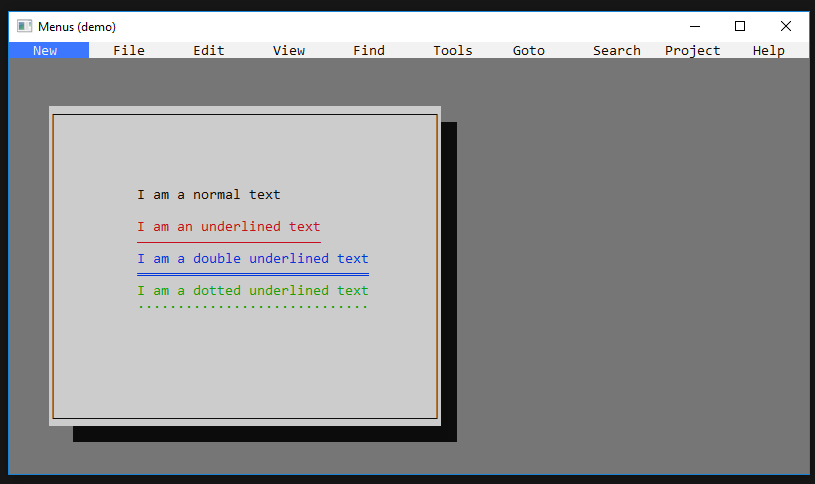 Menus (demo)
New File Edit View Find Tools Goto Search Project Help
I am a normal text
I am an underlined text
I am a double underlined text
I am a dotted underlined text